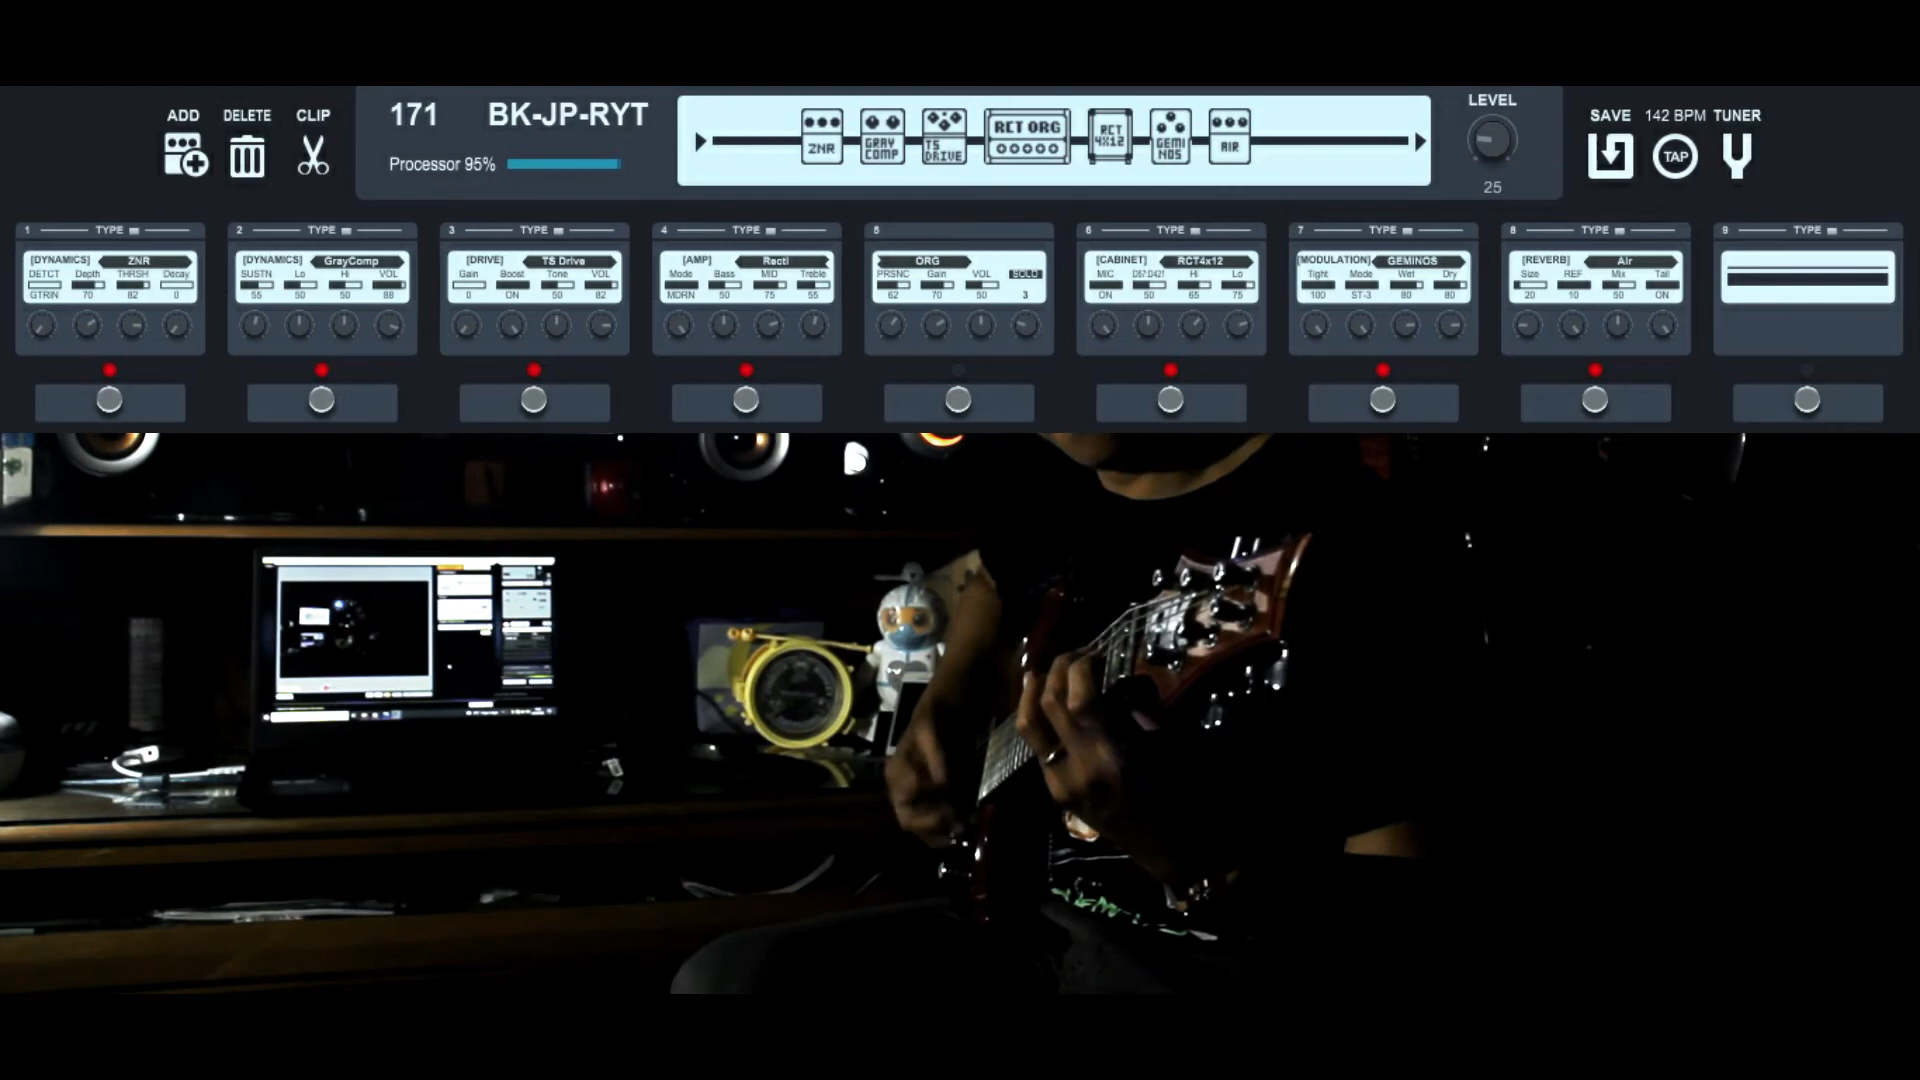 ADD DELETE CLIP
171 BK-JP-RYT
Processor 95%
ZNR GRAY COMP TS DRIVE RCT ORG RCT 4X12 GEMI NOS AIR
LEVEL
25
SAVE 142 BPM TUNER
TAP
1 TYPE
[DYNAMICS] ZNR
DETCT Depth THRSH Decay
GTRIN 70 82 0
2 TYPE
[DYNAMICS] GrayComp
SUSTN Lo Hi VOL
55 50 50 88
3 TYPE
[DRIVE] TS Drive
Gain Boost Tone VOL
0 ON 50 82
4 TYPE
[AMP] Recti
Mode Bass MID Treble
MDRN 50 75 55
5
ORG
PRSNC Gain VOL SOLO
62 70 50 3
6 TYPE
[CABINET] RCT4x12
MIC D57:D421 Hi Lo
ON 50 65 75
7 TYPE
[MODULATION] GEMINOS
Tight Mode Wet Dry
100 ST-3 80 80
8 TYPE
[REVERB] Air
Size REF Mix Tail
20 10 50 ON
9 TYPE